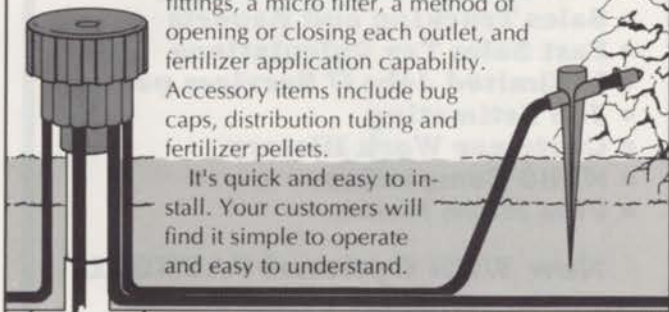 fittings, a micro filter, a method of
opening or closing each outlet, and
fertilizer application capability.
Accessory items include bug
caps, distribution tubing and
fertilizer pellets.
It's quick and easy to in-
stall. Your customers will
find it simple to operate
and easy to understand.